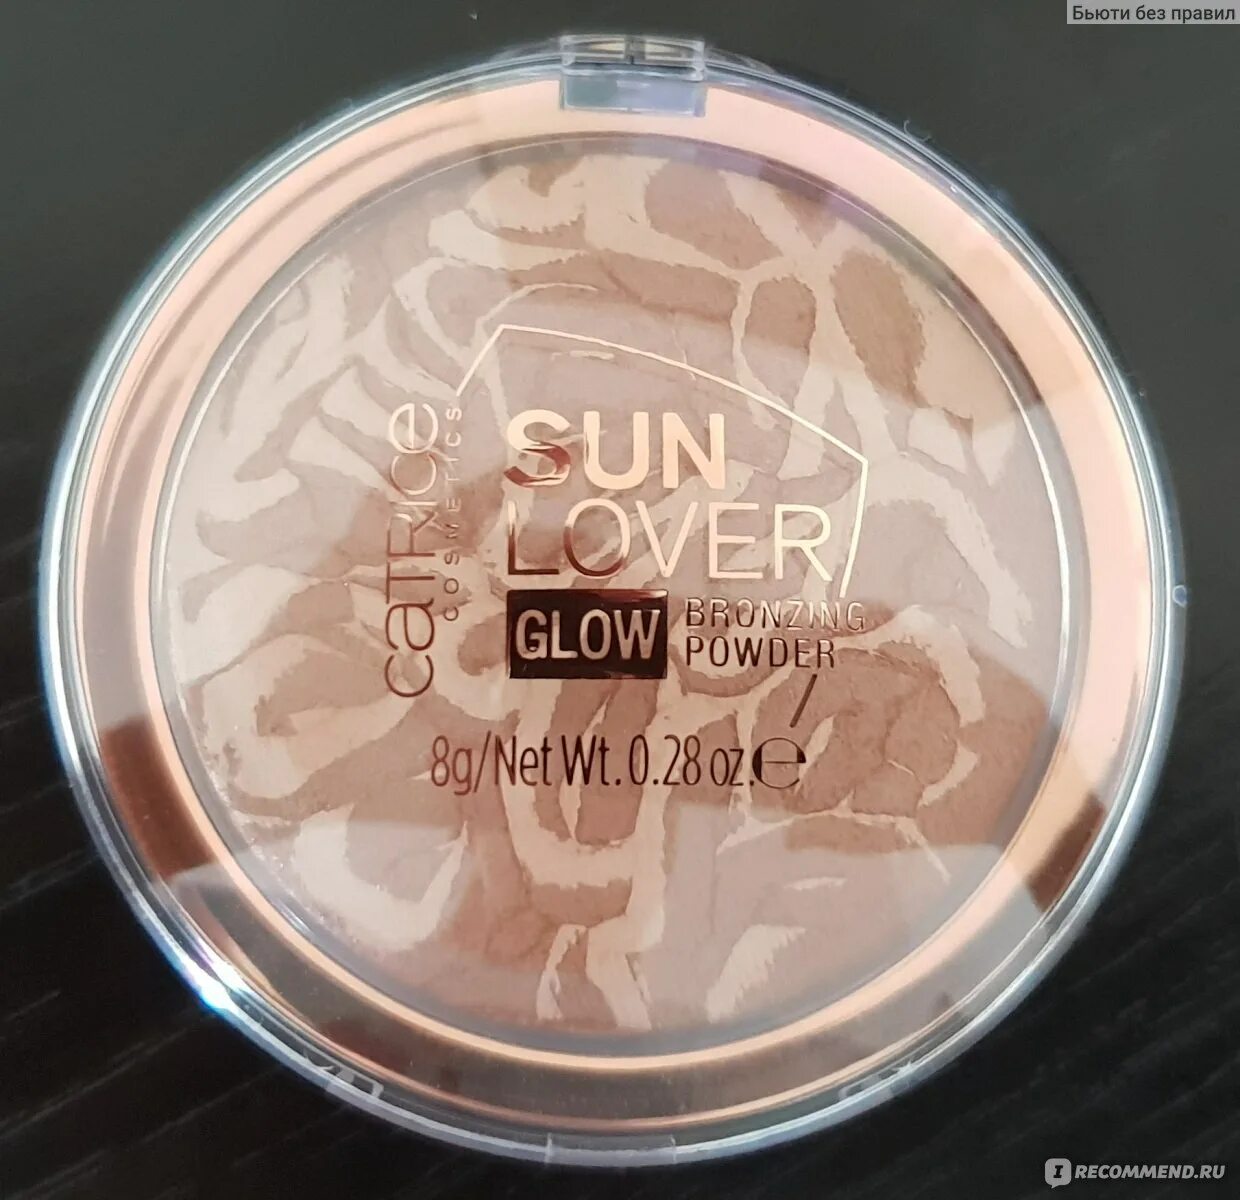 Бьюти без правил
caTRICe
COSMETICS
SUN
LOVER
GLOW
BRONZING
POWDER
8g/Net Wt. 0.28 oz. e
I RECOMMEND.RU